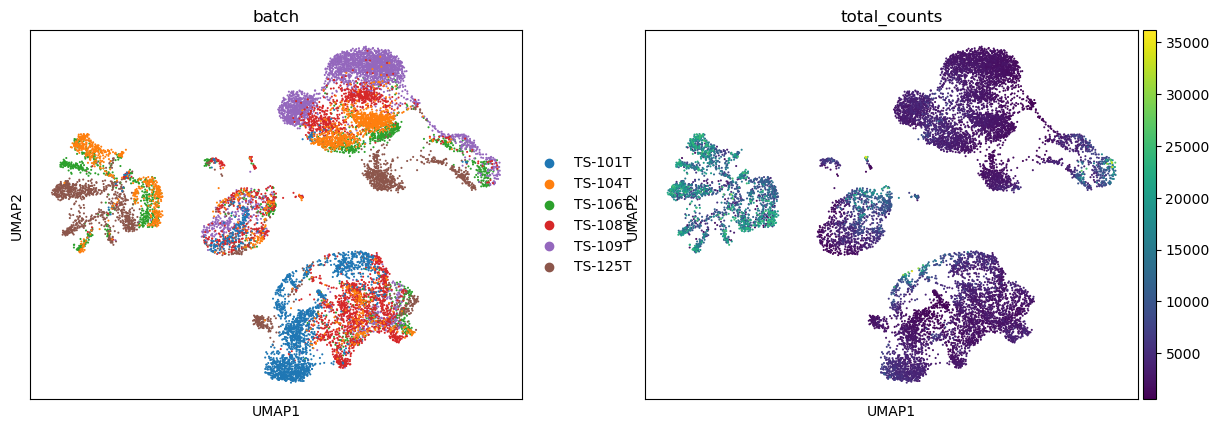 batch
UMAP2
UMAP1
TS-101T
TS-104T
TS-106T
TS-108T
TS-109T
TS-125T
total_counts
UMAP2
UMAP1
35000
30000
25000
20000
15000
10000
5000